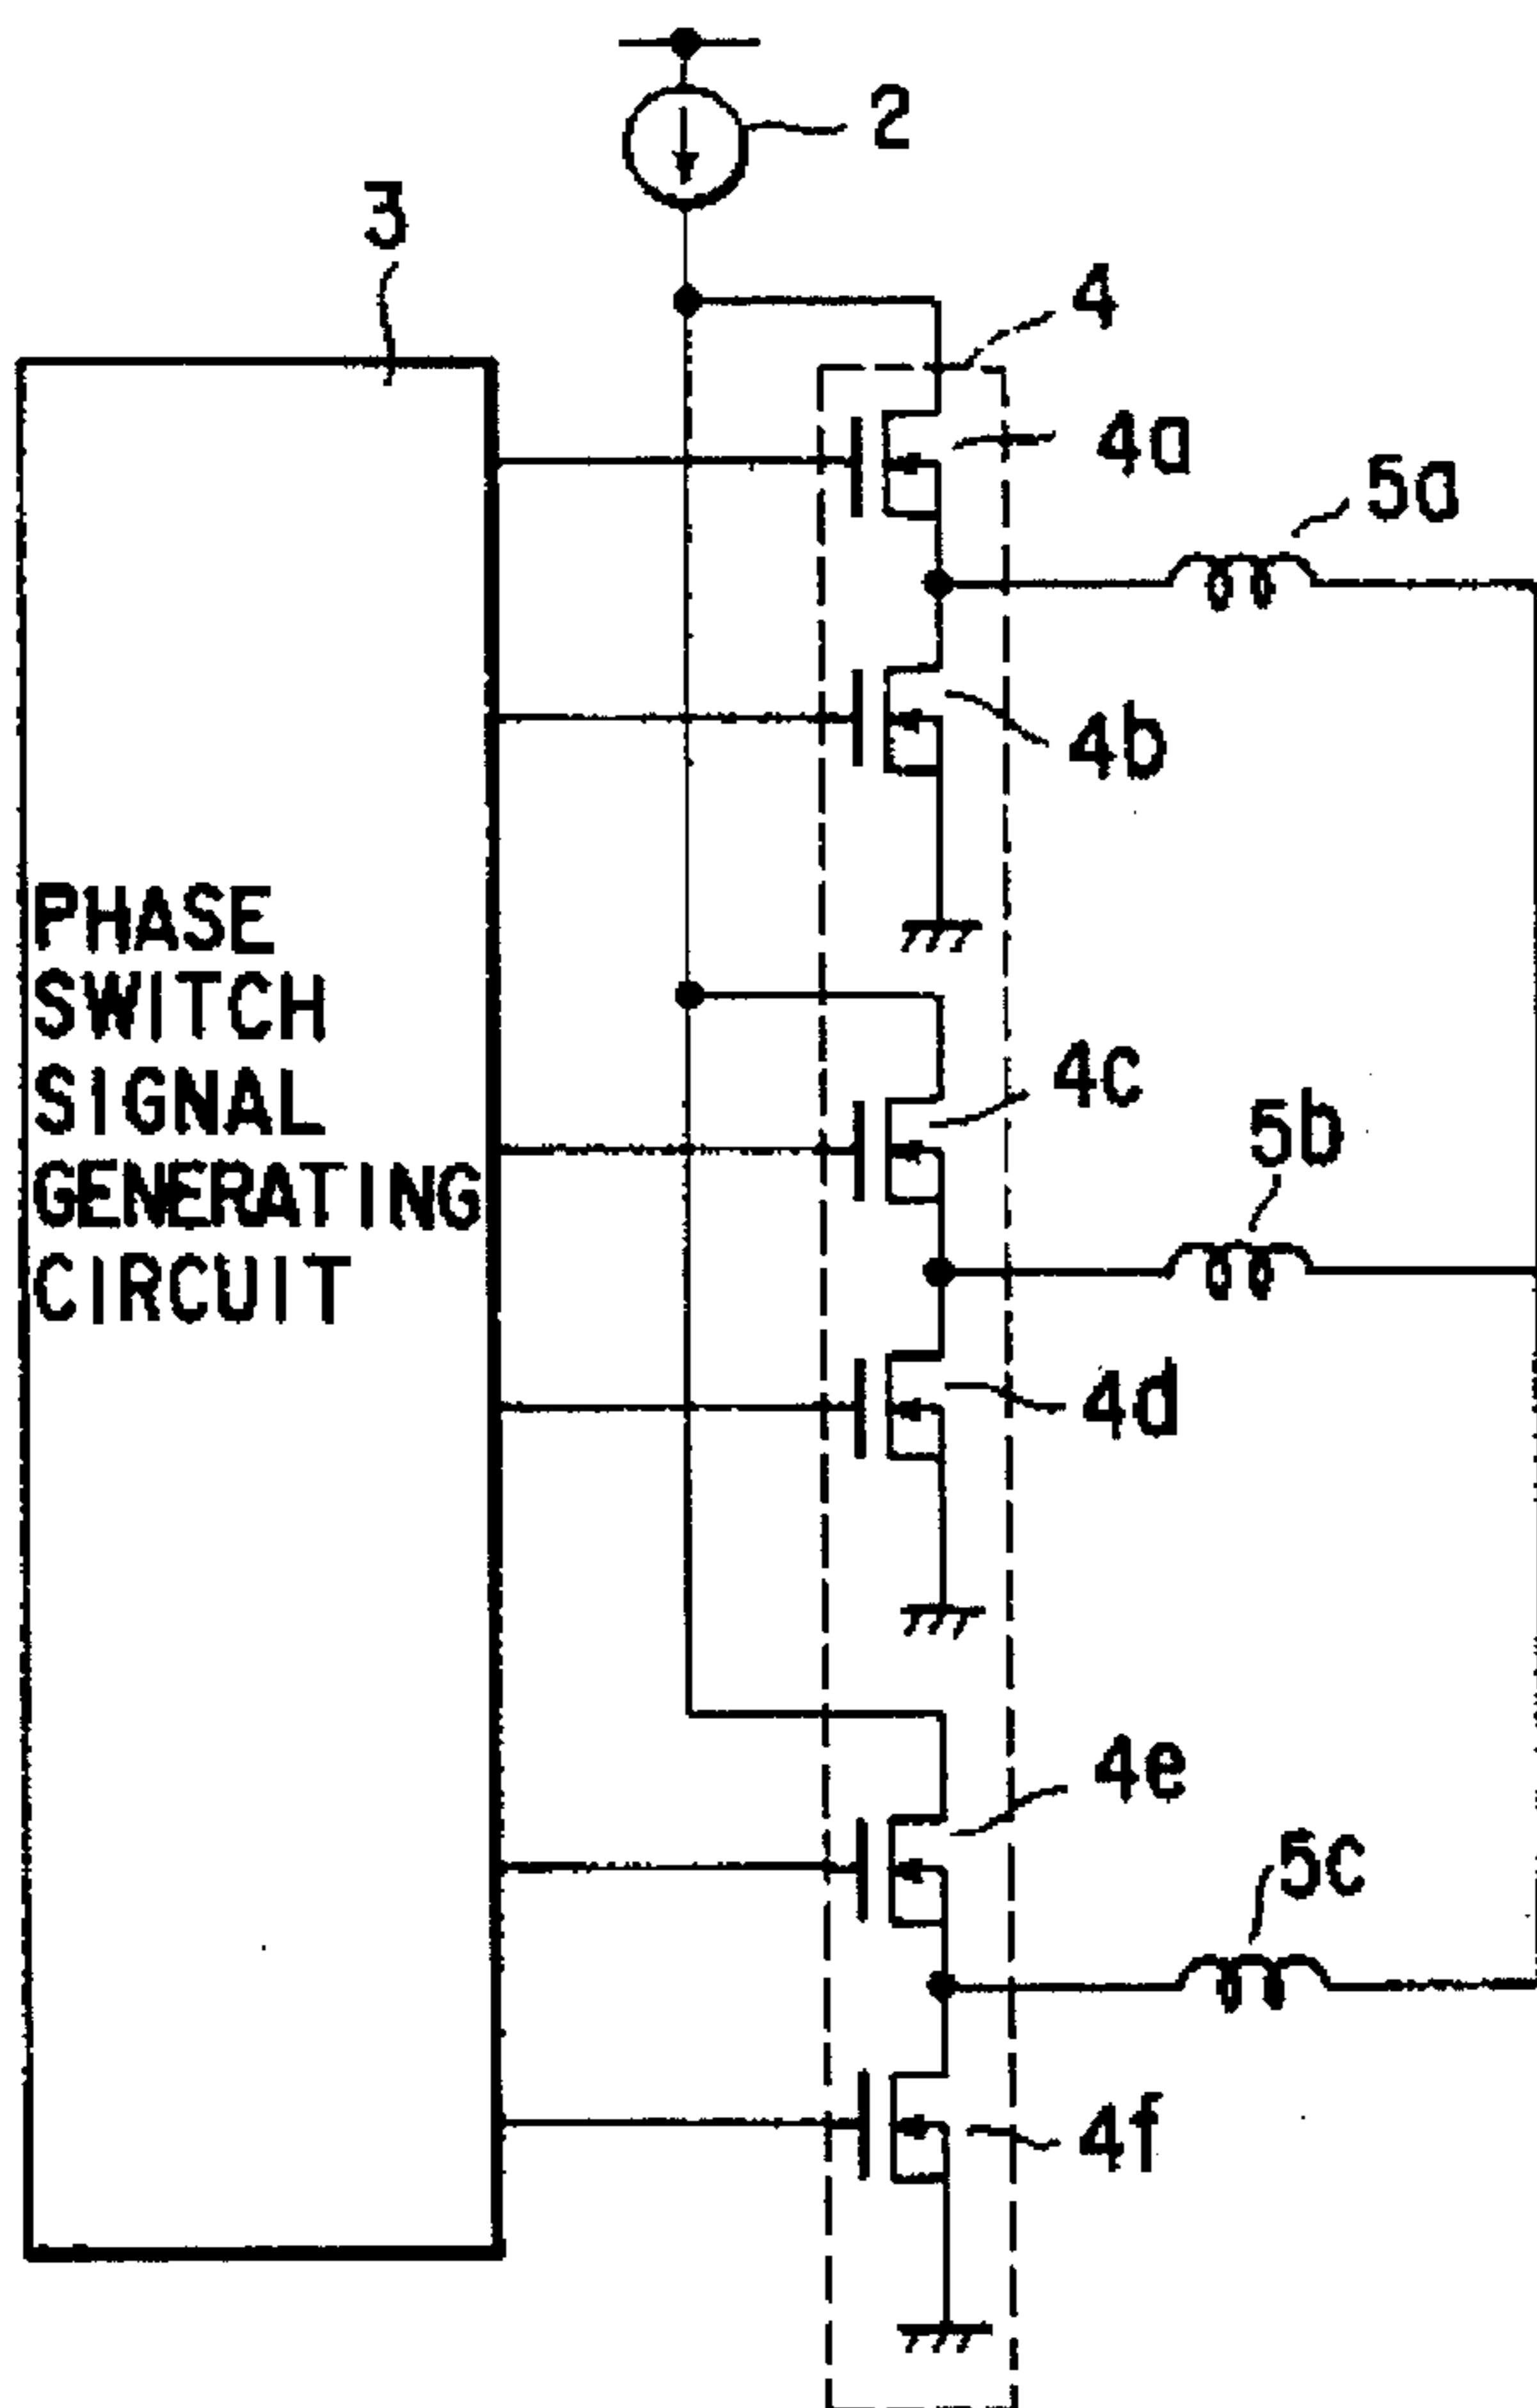 2
3
4
4a
5a
4b
PHASE
SWITCH
SIGNAL
GENERATING
CIRCUIT
4c
5b
4d
4e
5c
4f